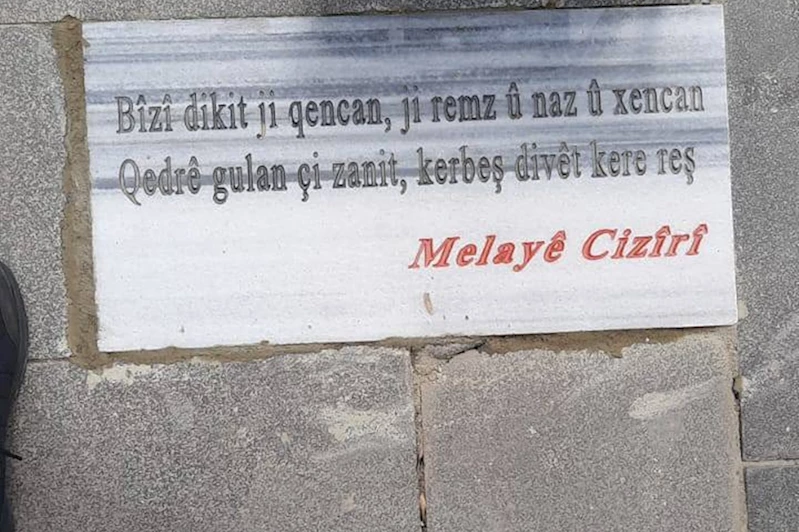 Bîzî dikit ji qencan, ji remz û naz û xencan
Qedrê gulan çi zanit, kerbeş divêt kere reş
Melayê Cizîrî